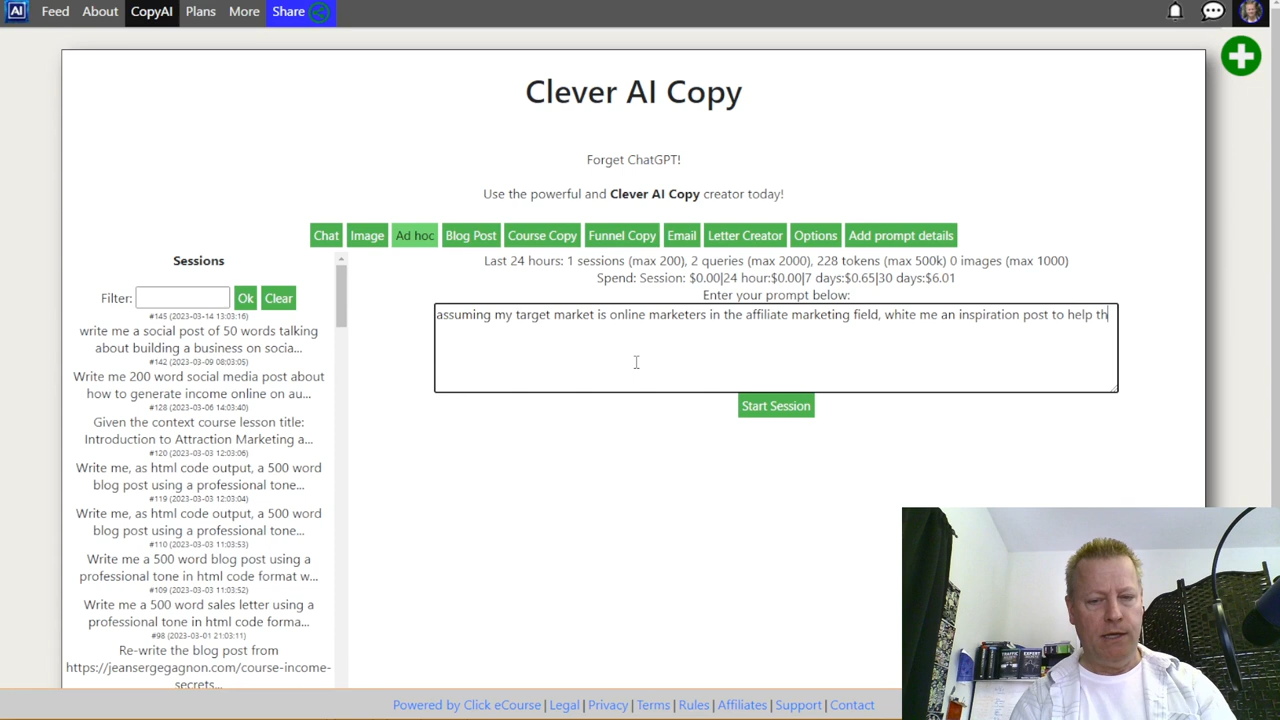 AI Feed About CopyAI Plans More Share
Clever AI Copy
Forget ChatGPT!
Use the powerful and Clever AI Copy creator today!
Chat Image Ad hoc Blog Post Course Copy Funnel Copy Email Letter Creator Options Add prompt details
Sessions
Filter: Ok Clear
#145 (2023-03-14 13:03:16)
write me a social post of 50 words talking
about building a business on socia...
#142 (2023-03-09 08:03:05)
Write me 200 word social media post about
how to generate income online on au...
#128 (2023-03-06 14:03:40)
Given the context course lesson title:
Introduction to Attraction Marketing a...
#120 (2023-03-03 12:03:06)
Write me, as html code output, a 500 word
blog post using a professional tone...
#119 (2023-03-03 12:03:04)
Write me, as html code output, a 500 word
blog post using a professional tone...
#110 (2023-03-03 11:03:53)
Write me a 500 word blog post using a
professional tone in html code format w...
#109 (2023-03-03 11:03:52)
Write me a 500 word sales letter using a
professional tone in html code forma...
#98 (2023-03-01 21:03:11)
Re-write the blog post from
https://jeansergegagnon.com/course-income-
secrets...
Last 24 hours: 1 sessions (max 200), 2 queries (max 2000), 228 tokens (max 500k) 0 images (max 1000)
Spend: Session: $0.00|24 hour:$0.00|7 days:$0.65|30 days:$6.01
Enter your prompt below:
assuming my target market is online marketers in the affiliate marketing field, white me an inspiration post to help th
Start Session
TRAFFIC EXPERT
Powered by Click eCourse | Legal | Privacy | Terms | Rules | Affiliates | Support | Contact